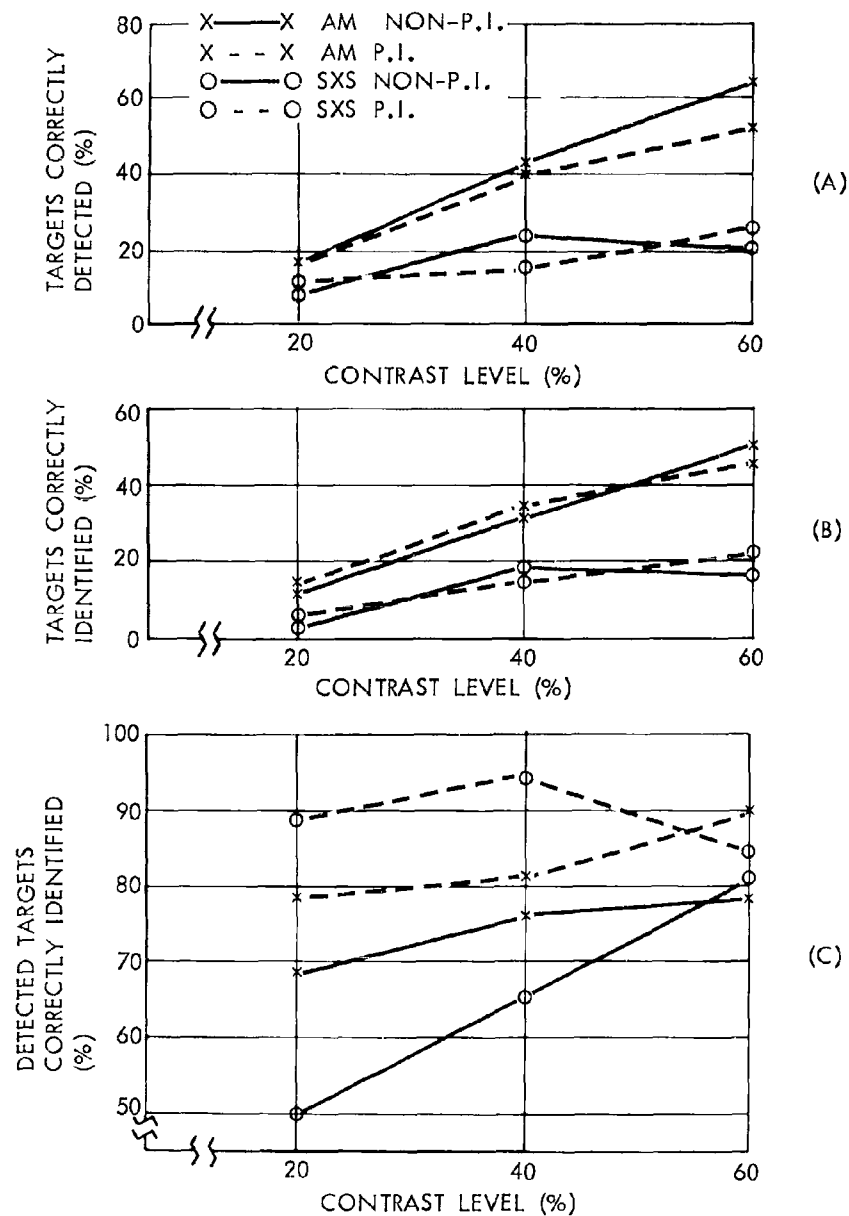 80
60
40
20
0
TARGETS CORRECTLY
DETECTED (%)
X——X AM NON-P.I.
X - - X AM P.I.
O——O SXS NON-P.I.
O - - O SXS P.I.
20 40 60
CONTRAST LEVEL (%)
(A)
60
40
20
0
TARGETS CORRECTLY
IDENTIFIED (%)
20 40 60
CONTRAST LEVEL (%)
(B)
100
90
80
70
60
50
DETECTED TARGETS
CORRECTLY IDENTIFIED
(%)
20 40 60
CONTRAST LEVEL (%)
(C)